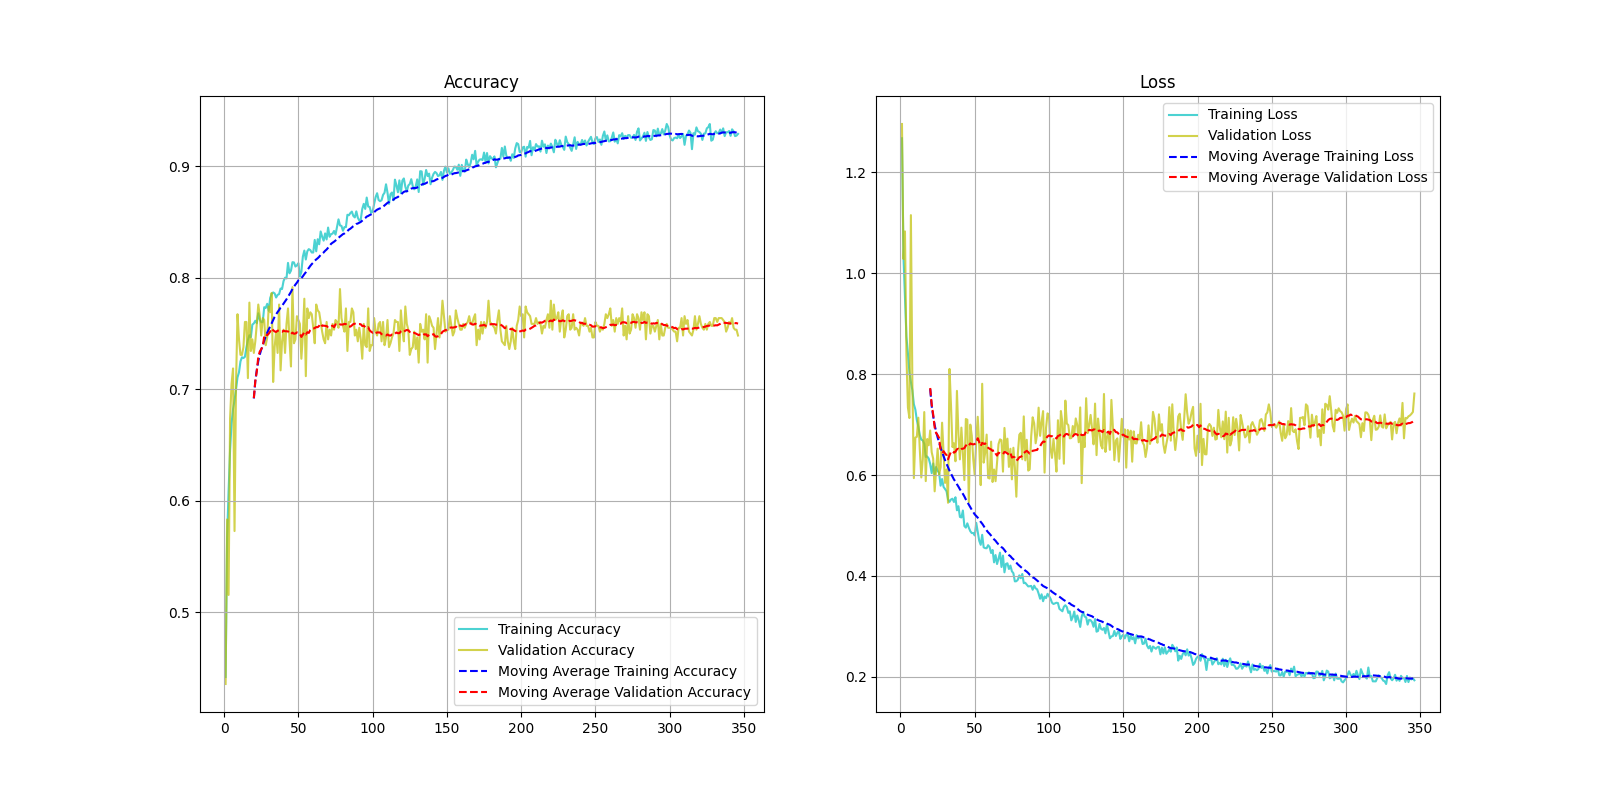 Accuracy
0.9
0.8
0.7
0.6
0.5
0 50 100 150 200 250 300 350
Training Accuracy
Validation Accuracy
Moving Average Training Accuracy
Moving Average Validation Accuracy
Loss
1.2
1.0
0.8
0.6
0.4
0.2
0 50 100 150 200 250 300 350
Training Loss
Validation Loss
Moving Average Training Loss
Moving Average Validation Loss